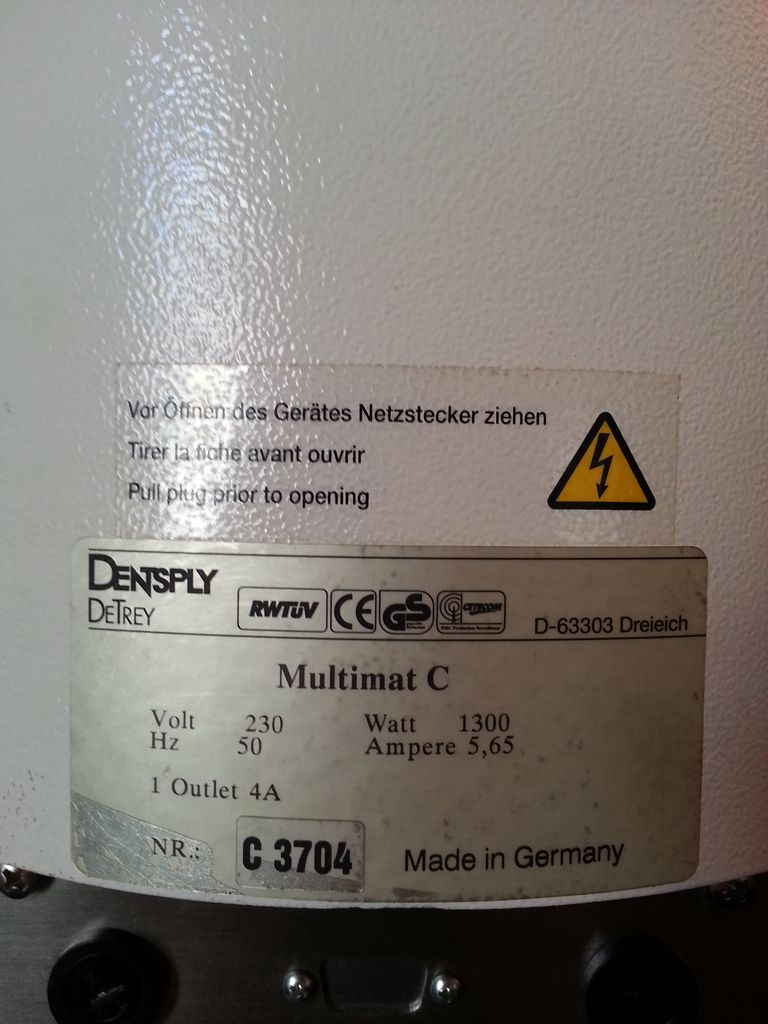 Vor Öffnen des Gerätes Netzstecker ziehen
Tirer la fiche avant ouvrir
Pull plug prior to opening
DENTSPLY
DETREY
RWTÜV CE GS CETECOM D-63303 Dreieich
Multimat C
Volt 230 Watt 1300
Hz 50 Ampere 5,65
1 Outlet 4A
NR.: C 3704 Made in Germany